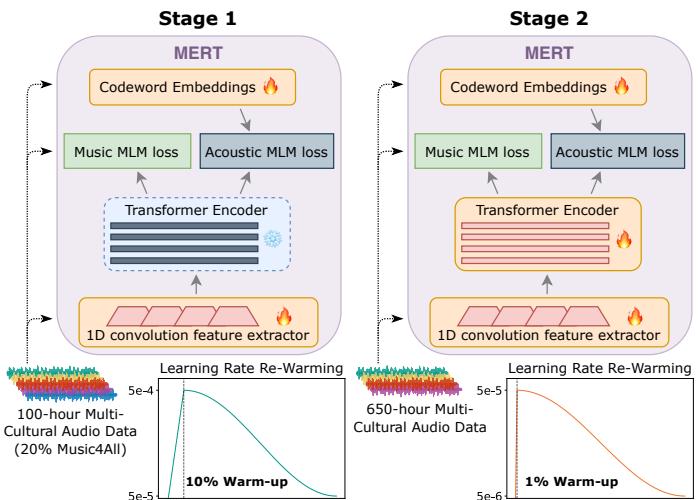 Stage 1
MERT
Codeword Embeddings
Music MLM loss
Acoustic MLM loss
Transformer Encoder
1D convolution feature extractor
100-hour Multi-
Cultural Audio Data
(20% Music4All)
Learning Rate Re-Warming
5e-4
10% Warm-up
5e-5
Stage 2
MERT
Codeword Embeddings
Music MLM loss
Acoustic MLM loss
Transformer Encoder
1D convolution feature extractor
650-hour Multi-
Cultural Audio Data
Learning Rate Re-Warming
5e-5
1% Warm-up
5e-6